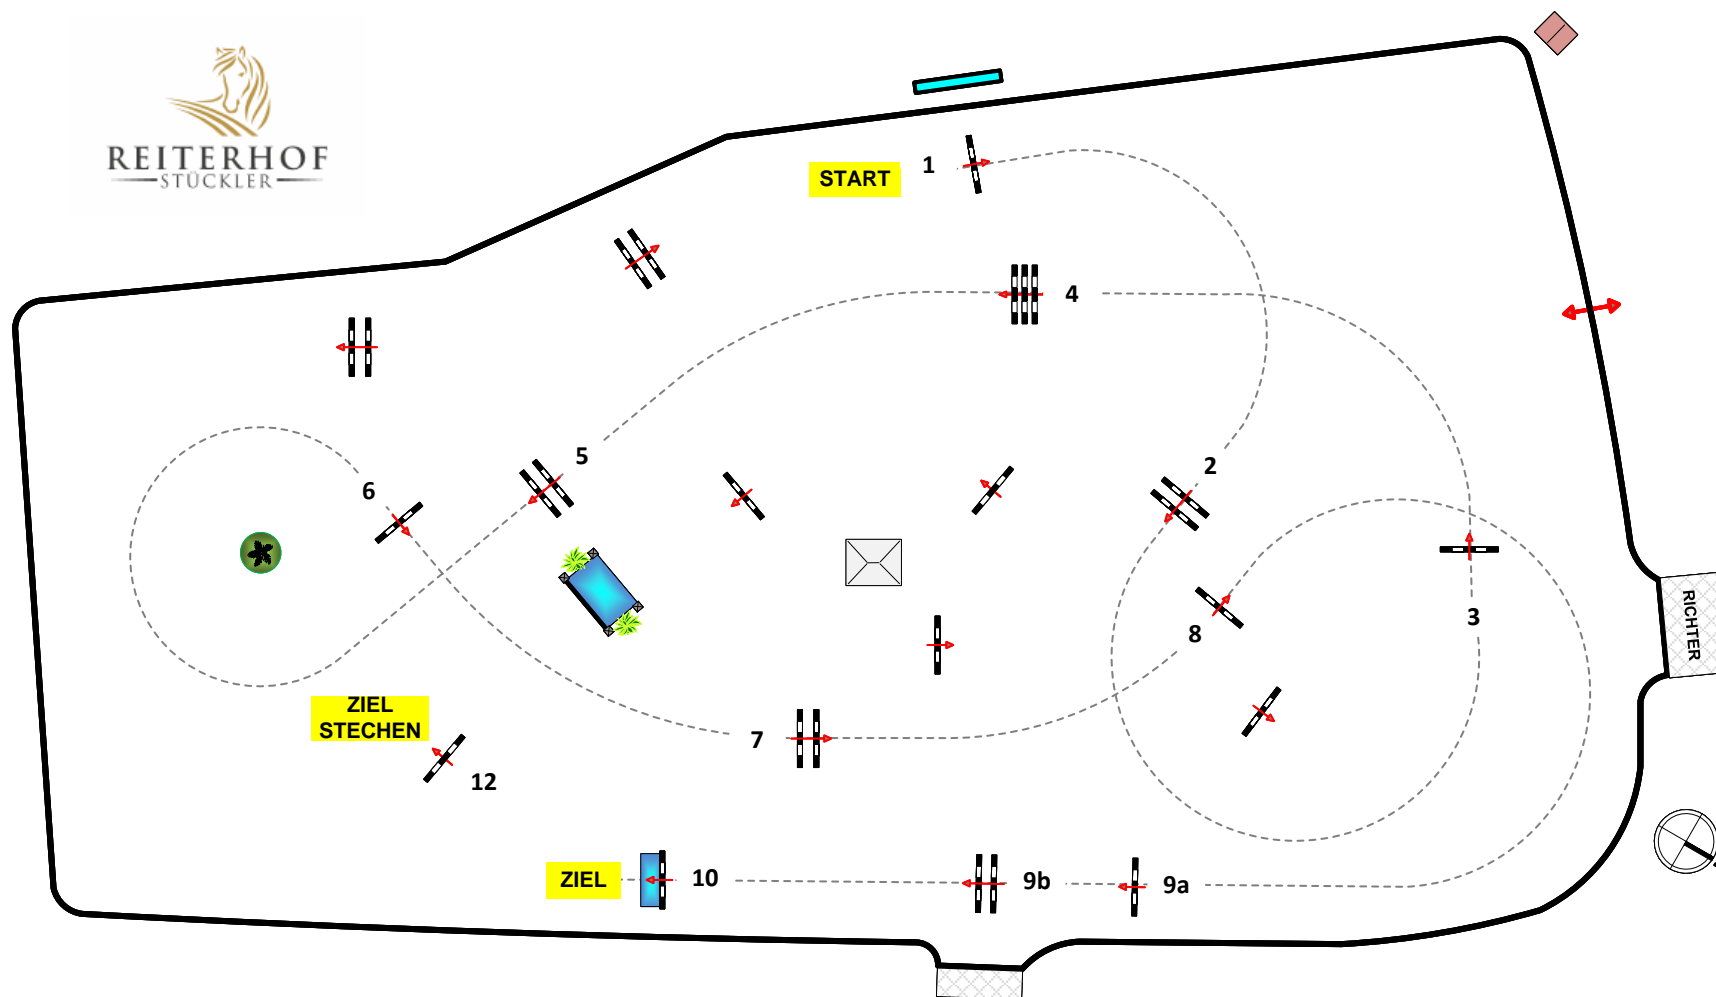 REITERHOF
STÜCKLER
START
1
4
2
5
6
3
8
RICHTER
ZIEL
STECHEN
7
12
ZIEL
10
9b
9a